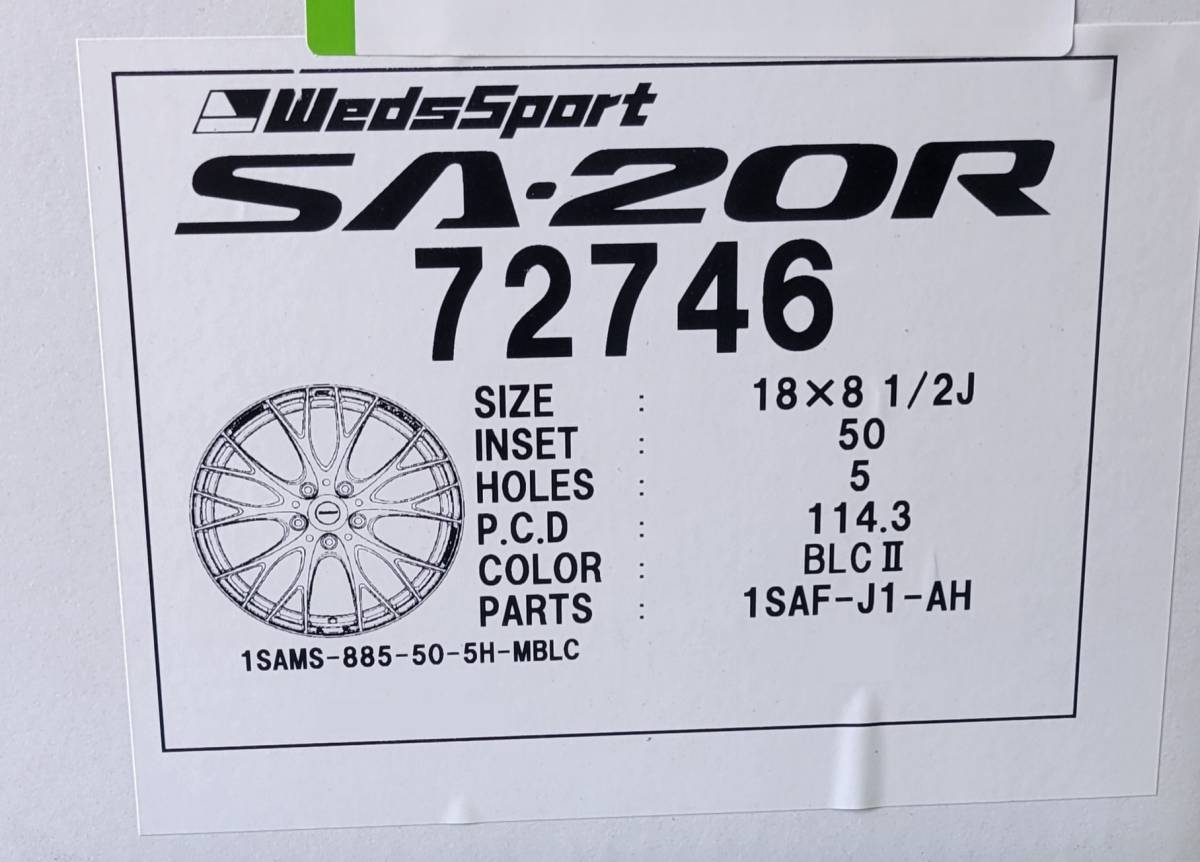 WedsSport
SA-20R
72746
SIZE : 18×8 1/2J
INSET : 50
HOLES : 5
P.C.D : 114.3
COLOR : BLCⅡ
PARTS : 1SAF-J1-AH
1SAMS-885-50-5H-MBLC